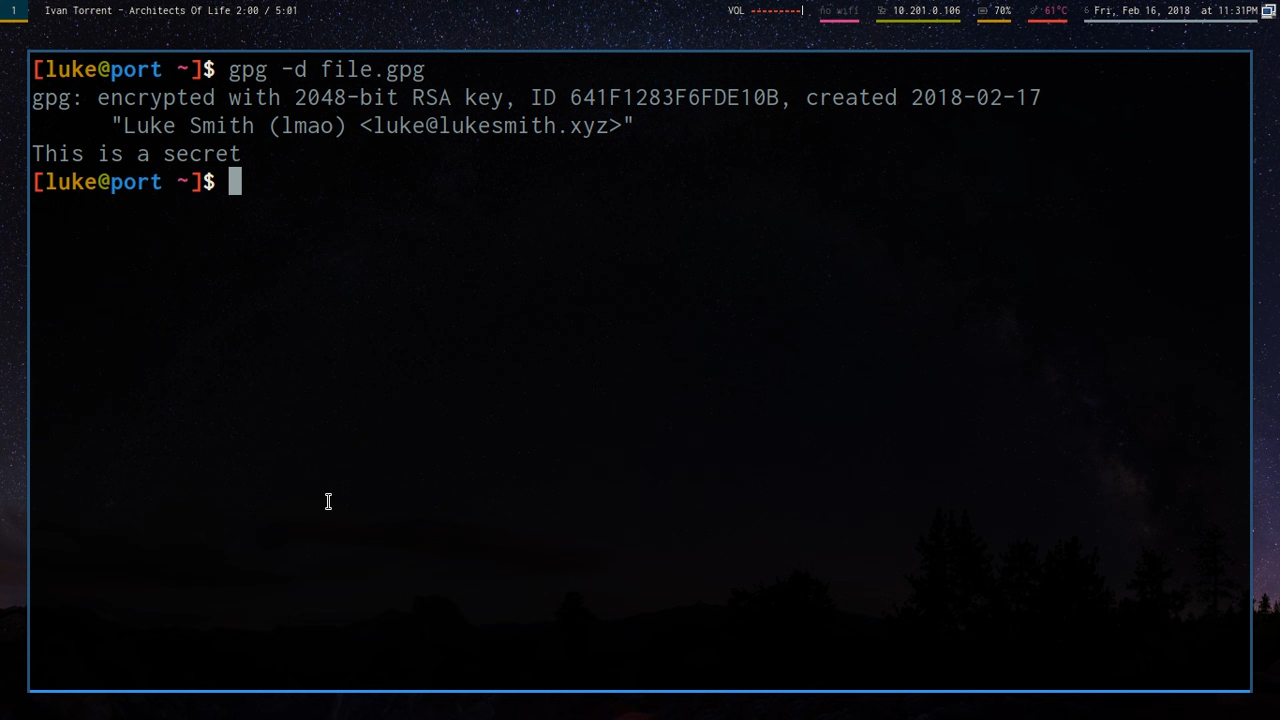 1 Ivan Torrent - Architects Of Life 2:00 / 5:01 VOL ---------| no wifi 10.201.0.106 70% 61°C Fri, Feb 16, 2018 at 11:31PM
[luke@port ~]$ gpg -d file.gpg
gpg: encrypted with 2048-bit RSA key, ID 641F1283F6FDE10B, created 2018-02-17
"Luke Smith (lmao) <luke@lukesmith.xyz>"
This is a secret
[luke@port ~]$